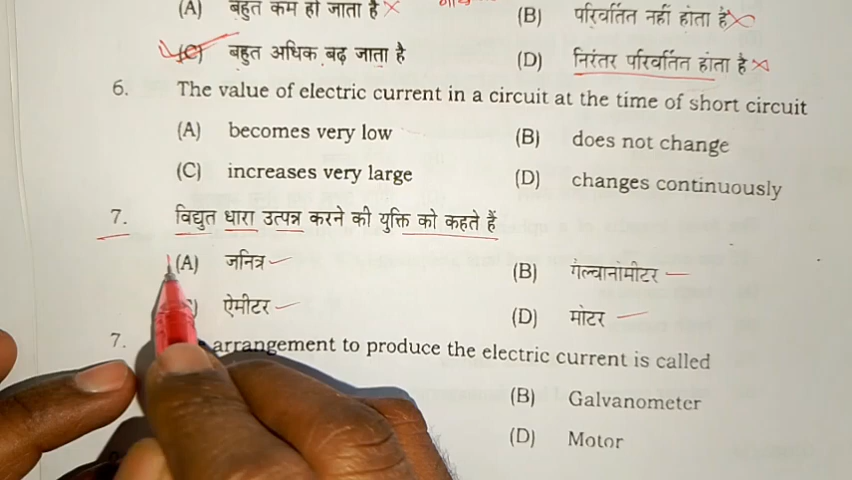 (A) बहुत कम हो जाता है
(B) परिवर्तित नहीं होता है
(C) बहुत अधिक बढ़ जाता है
(D) निरंतर परिवर्तित होता है
6. The value of electric current in a circuit at the time of short circuit
(A) becomes very low
(B) does not change
(C) increases very large
(D) changes continuously
7. विद्युत धारा उत्पन्न करने की युक्ति को कहते हैं
(A) जनित्र
(B) गैल्वानोमीटर
ऐमीटर
(D) मोटर
7. arrangement to produce the electric current is called
(B) Galvanometer
(D) Motor